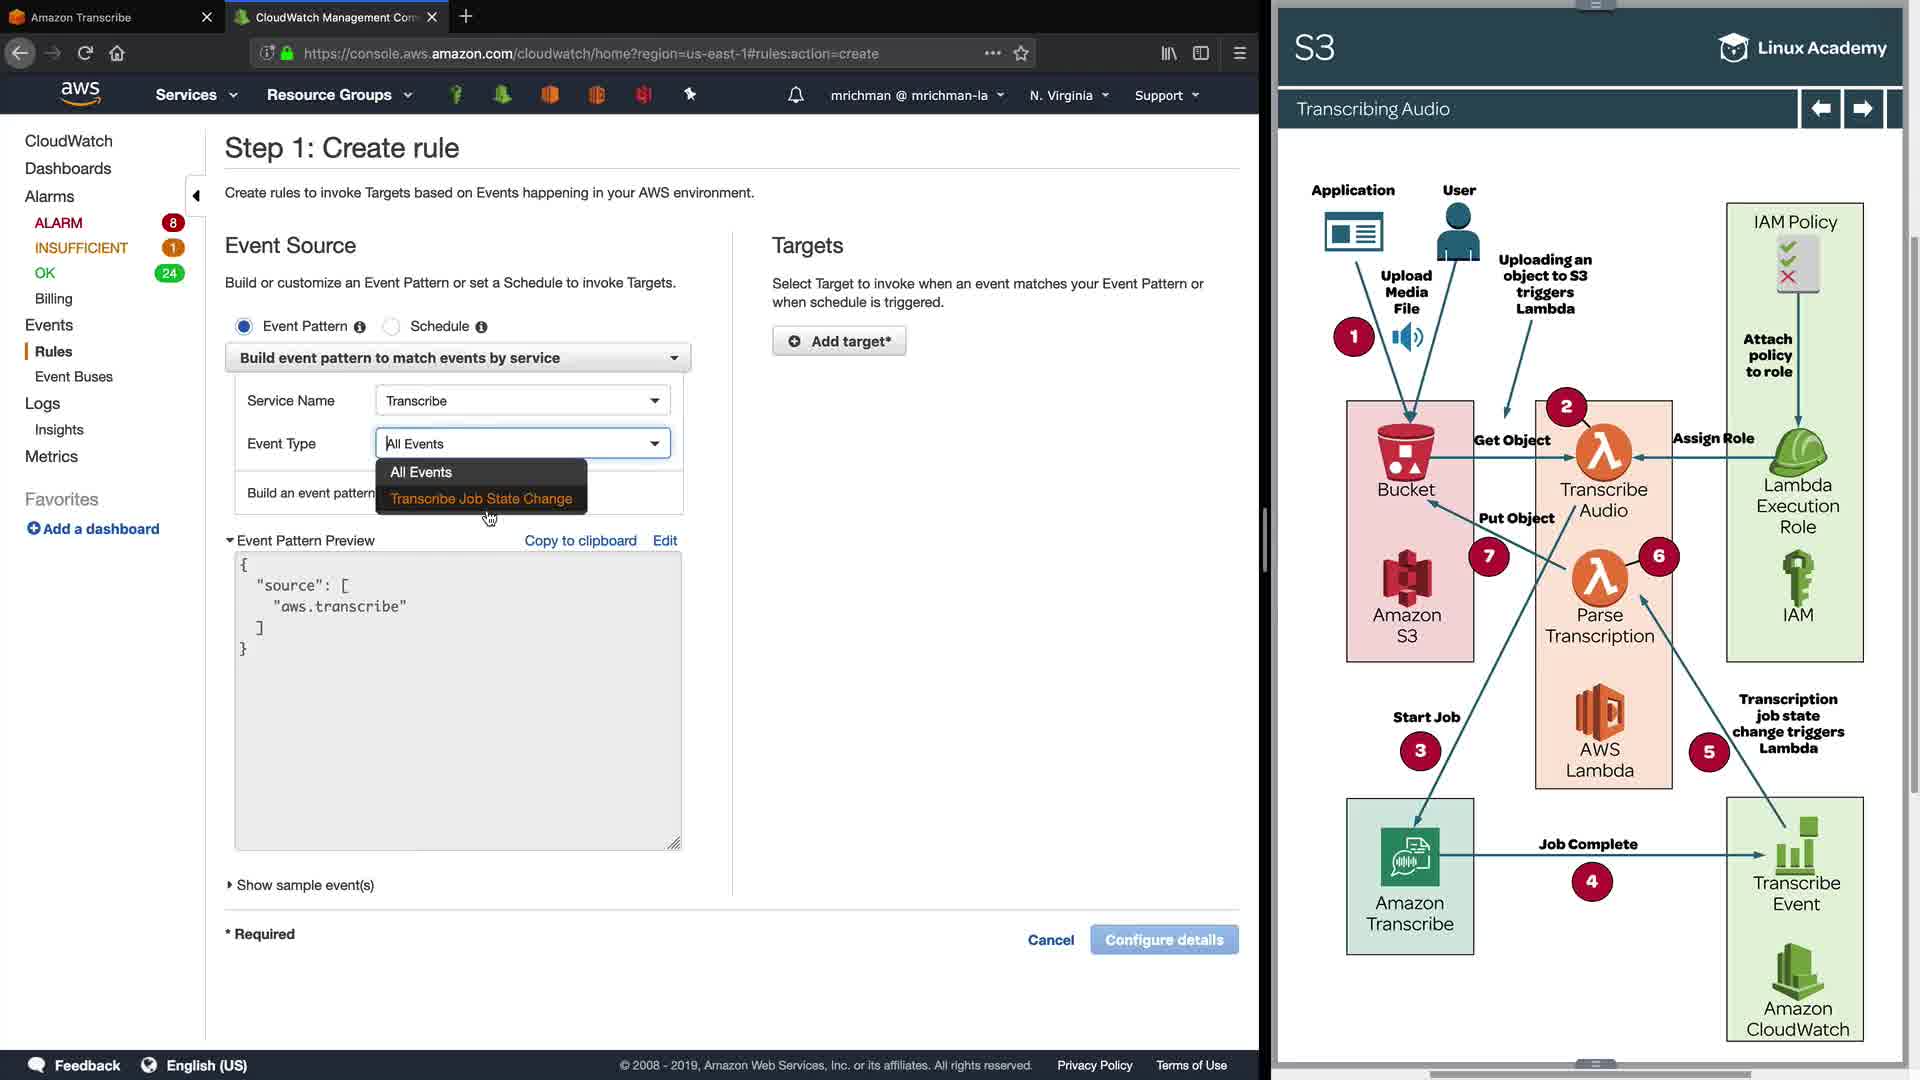 Amazon Transcribe
CloudWatch Management Con
https://console.aws.amazon.com/cloudwatch/home?region=us-east-1#rules:action=create
aws
Services
Resource Groups
mrichman @ mrichman-la
N. Virginia
Support
CloudWatch
Dashboards
Alarms
ALARM 8
INSUFFICIENT 1
OK 24
Billing
Events
Rules
Event Buses
Logs
Insights
Metrics
Favorites
Add a dashboard
Step 1: Create rule
Create rules to invoke Targets based on Events happening in your AWS environment.
Event Source
Build or customize an Event Pattern or set a Schedule to invoke Targets.
Event Pattern
Schedule
Build event pattern to match events by service
Service Name
Transcribe
Event Type
All Events
All Events
Transcribe Job State Change
Build an event pattern
Event Pattern Preview
Copy to clipboard
Edit
{
"source": [
"aws.transcribe"
]
}
Show sample event(s)
* Required
Targets
Select Target to invoke when an event matches your Event Pattern or
when schedule is triggered.
Add target*
Cancel
Configure details
Feedback
English (US)
© 2008 - 2019, Amazon Web Services, Inc. or its affiliates. All rights reserved.
Privacy Policy
Terms of Use
S3
Linux Academy
Transcribing Audio
Application
User
Upload
Media
File
1
Uploading an
object to S3
triggers
Lambda
IAM Policy
Attach
policy
to role
2
Get Object
Assign Role
Bucket
Transcribe
Audio
Lambda
Execution
Role
Put Object
7
6
Amazon
S3
Parse
Transcription
IAM
Start Job
3
AWS
Lambda
Transcription
job state
change triggers
Lambda
5
Job Complete
4
Amazon
Transcribe
Transcribe
Event
Amazon
CloudWatch